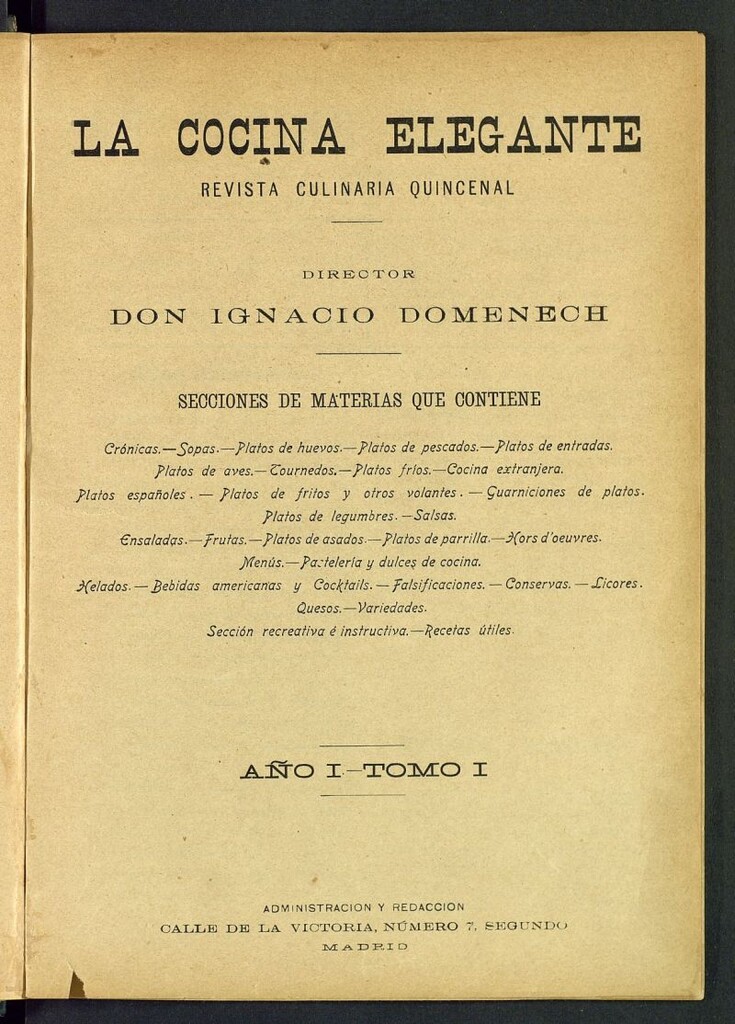 LA COCINA ELEGANTE
REVISTA CULINARIA QUINCENAL
DIRECTOR
DON IGNACIO DOMENECH
SECCIONES DE MATERIAS QUE CONTIENE
Crónicas.—Sopas.—Platos de huevos.—Platos de pescados.—Platos de entradas.
Platos de aves.—Tournedos.—Platos fríos.—Cocina extranjera.
Platos españoles. — Platos de fritos y otros volantes. — Guarniciones de platos.
Platos de legumbres.—Salsas.
Ensaladas.—Frutas.—Platos de asados.—Platos de parrilla.—Hors d'oeuvres.
Menús.—Pastelería y dulces de cocina.
Helados. — Bebidas americanas y Cocktails. — Falsificaciones. — Conservas. — Licores.
Quesos.—Variedades.
Sección recreativa é instructiva.—Recetas útiles.
AÑO I.—TOMO I
ADMINISTRACION Y REDACCION
CALLE DE LA VICTORIA, NÚMERO 7, SEGUNDO
MADRID